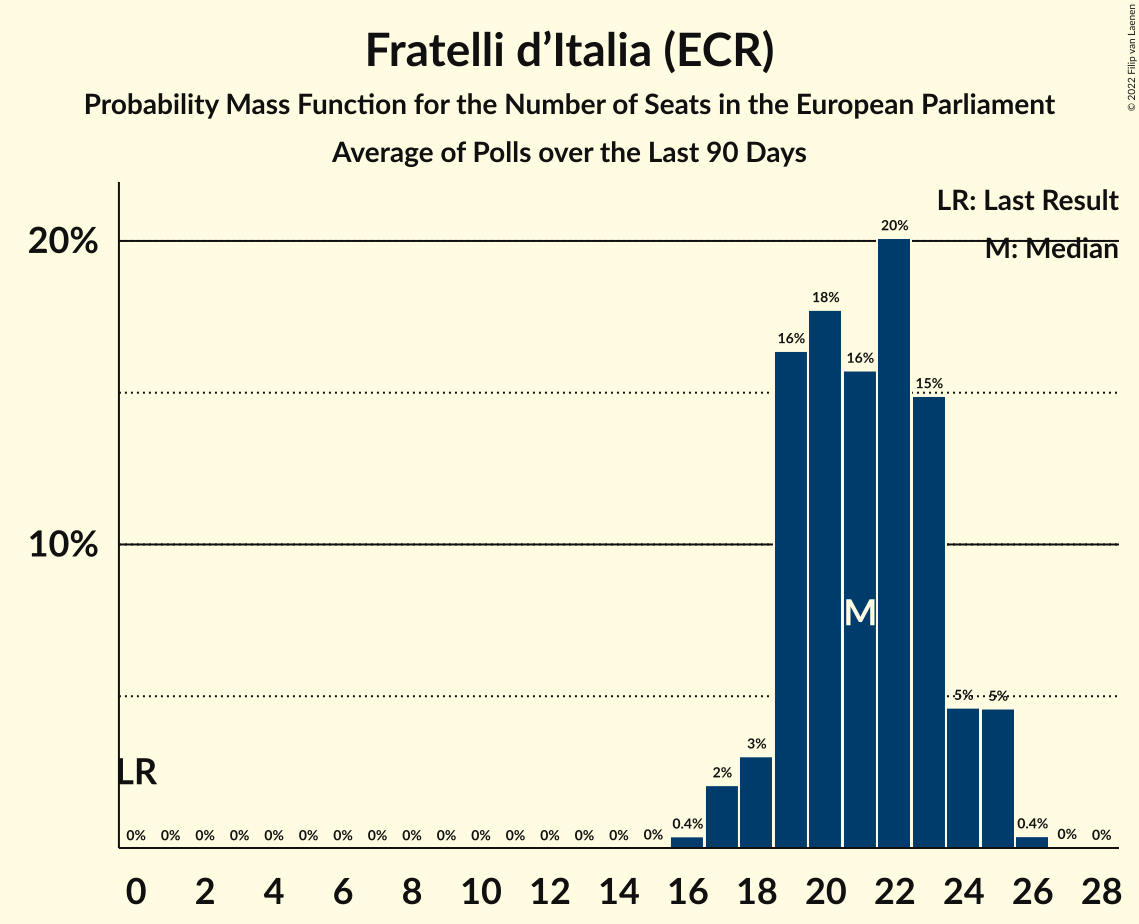 Fratelli d’Italia (ECR)
Probability Mass Function for the Number of Seats in the European Parliament
Average of Polls over the Last 90 Days
© 2022 Filip van Laenen
LR: Last Result
M: Median
20%
10%
20%
18%
16%
16%
15%
M
5% 5%
3%
2%
LR
0% 0% 0% 0% 0% 0% 0% 0% 0% 0% 0% 0% 0% 0% 0% 0% 0.4% 0.4% 0% 0%
0 2 4 6 8 10 12 14 16 18 20 22 24 26 28